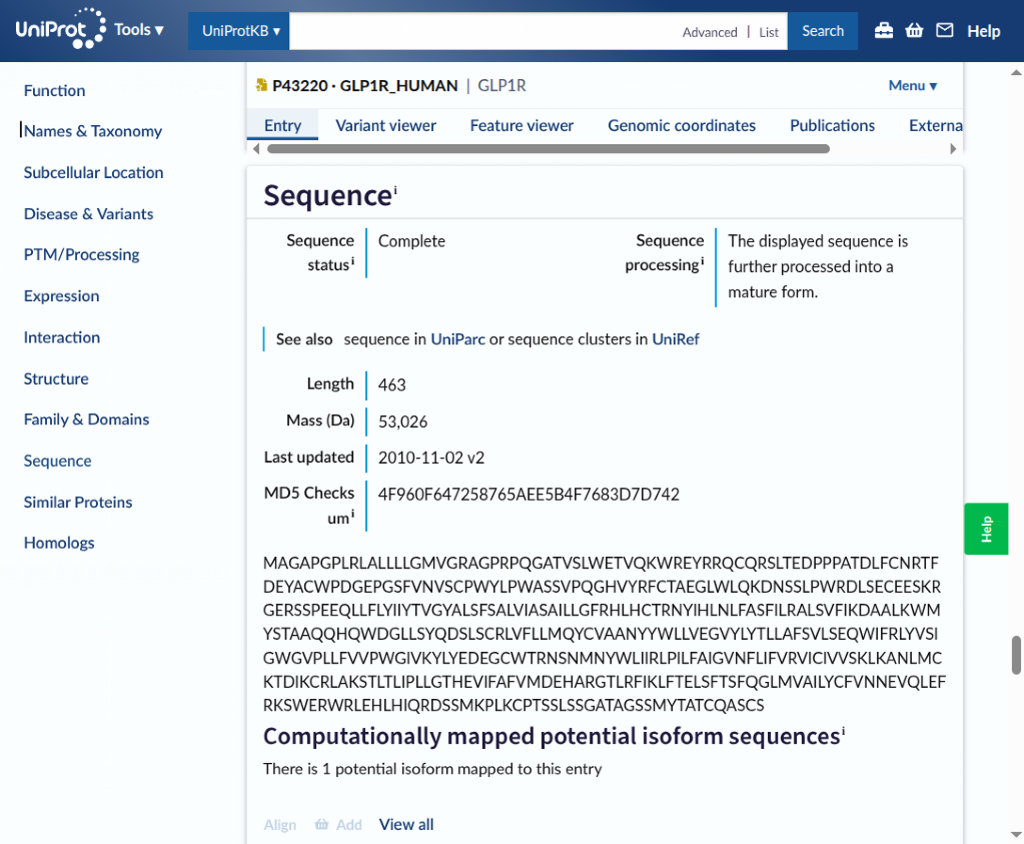 UniProt Tools ▾ UniProtKB ▾ Advanced | List Search Help
Function
Names & Taxonomy
Subcellular Location
Disease & Variants
PTM/Processing
Expression
Interaction
Structure
Family & Domains
Sequence
Similar Proteins
Homologs
P43220 · GLP1R_HUMAN | GLP1R
Menu ▾
Entry Variant viewer Feature viewer Genomic coordinates Publications Externa
Sequence i
Sequence status i Complete
Sequence processing i
The displayed sequence is
further processed into a
mature form.
See also sequence in UniParc or sequence clusters in UniRef
Length 463
Mass (Da) 53,026
Last updated 2010-11-02 v2
MD5 Checks
um i
4F960F647258765AEE5B4F7683D7D742
MAGAPGPLRLALLLLGMVGRAGPRPQGATVSLWETVQKWREYRRQCQRSLTEDPPPATDLFCNRTF
DEYACWPDGEPGSFVNVSCPWYLPWASSVPQGHVYRFCTAEGLWLQKDNSSLPWRDLSECEESKR
GERSSPEEQLLFLYIIYTVGYALSFSALVIASAILLGFRHLHCTRNYIHLNLFASFILRALSVFIKDAALKWM
YSTAAQQHQWDGLLSYQDSLSCRLVFLLMQYCVAANYYWLLVEGVYLYTLLAFSVLSEQWIFRLYVSI
GWGVPLLFVVPWGIVKYLYEDEGCWTRNSNMNYWLIIRLPILFAIGVNFLIFVRVICIVVSKLKANLMC
KTDIKCRLAKSTLTLIPLLGTHEVIFAFVMDEHARGTLRFIKLFTELSFTSFQGLMVAILYCFVNNEVQLEF
RKSWERWRLEHLHIQRDSSMKPLKCPTSSLSSGATAGSSMYTATCQASCS
Computationally mapped potential isoform sequences i
There is 1 potential isoform mapped to this entry
Align Add View all
Help